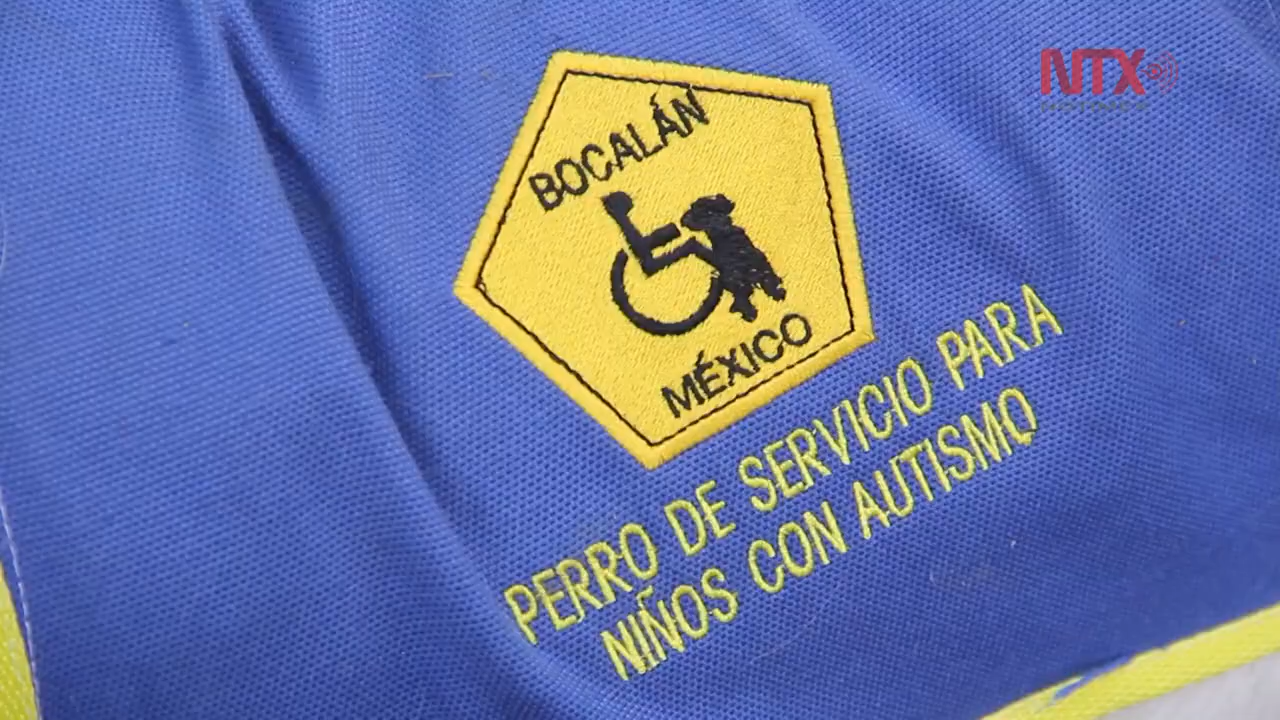 NTX
BOCALÁN
MÉXICO
PERRO DE SERVICIO PARA
NIÑOS CON AUTISMO